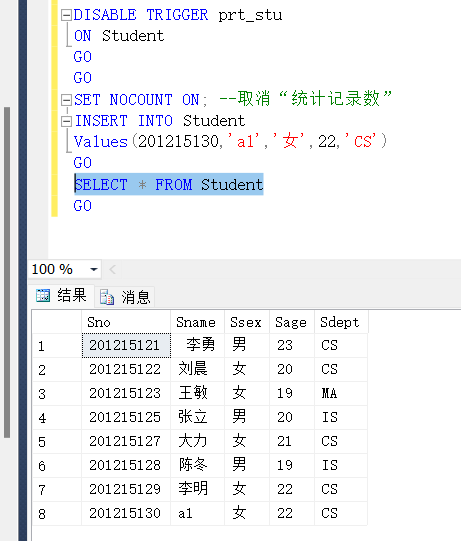 DISABLE TRIGGER prt_stu
ON Student
GO
GO
SET NOCOUNT ON; --取消“统计记录数”
INSERT INTO Student
Values(201215130,'a1','女',22,'CS')
GO
SELECT * FROM Student
GO
100 %
结果 消息
Sno Sname Ssex Sage Sdept
1 201215121 李勇 男 23 CS
2 201215122 刘晨 女 20 CS
3 201215123 王敏 女 19 MA
4 201215125 张立 男 20 IS
5 201215127 大力 女 21 CS
6 201215128 陈冬 男 19 IS
7 201215129 李明 女 22 CS
8 201215130 a1 女 22 CS